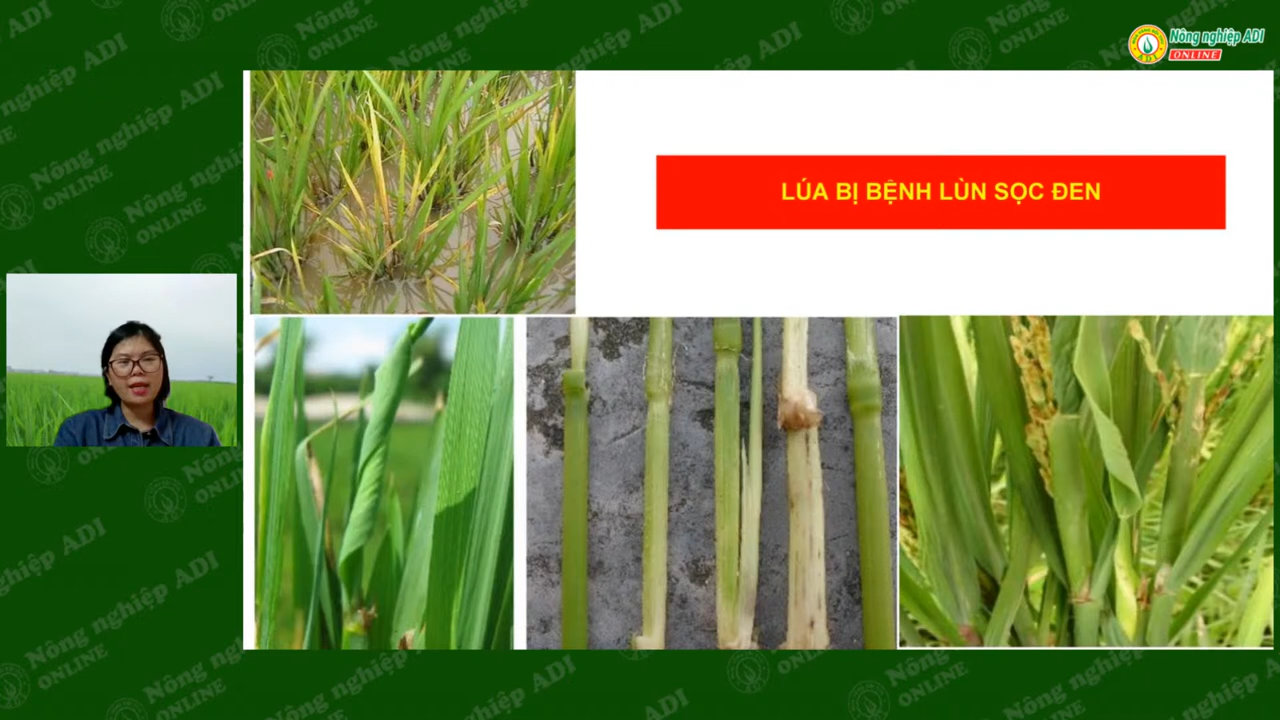 Nông nghiệp ADI
ONLINE
LÚA BỊ BỆNH LÙN SỌC ĐEN